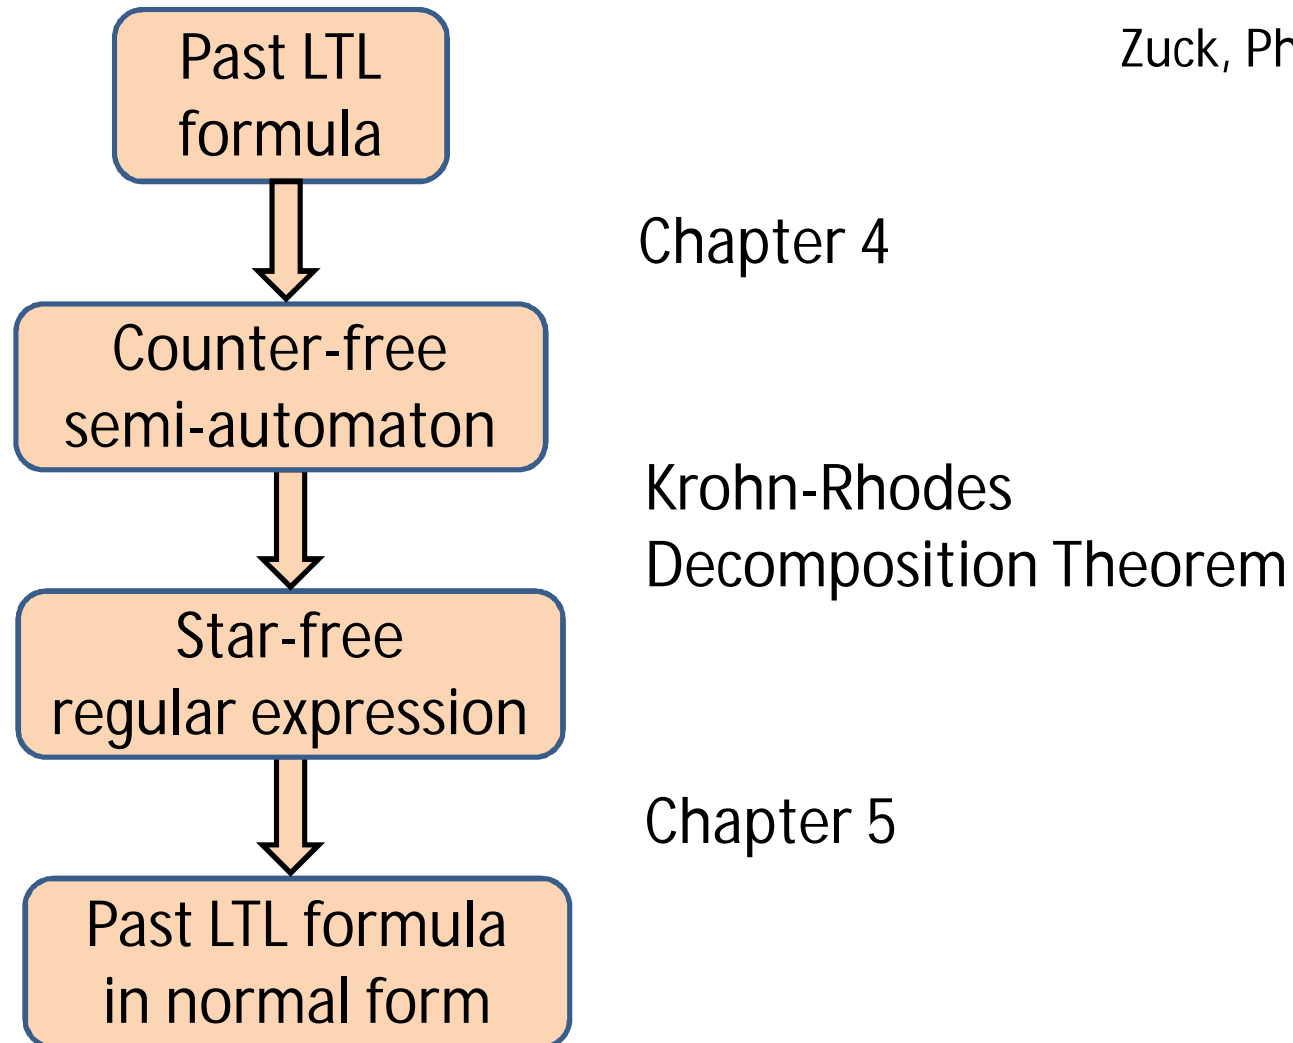 Past LTL
formula
Zuck, Ph
Chapter 4
Counter-free
semi-automaton
Krohn-Rhodes
Decomposition Theorem
Star-free
regular expression
Chapter 5
Past LTL formula
in normal form